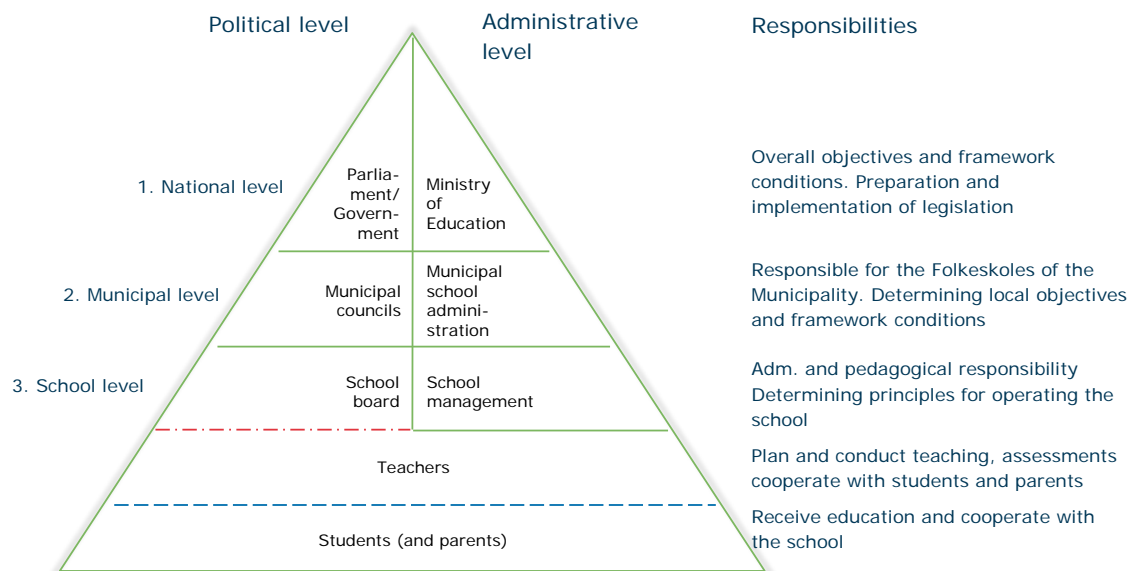 Political level
Administrative
level
Responsibilities
1. National level
Parlia-
ment/
Govern-
ment
Ministry
of
Education
Overall objectives and framework
conditions. Preparation and
implementation of legislation
2. Municipal level
Municipal
councils
Municipal
school
admini-
stration
Responsible for the Folkeskoles of the
Municipality. Determining local objectives
and framework conditions
3. School level
School
board
School
management
Adm. and pedagogical responsibility
Determining principles for operating the
school
Teachers
Plan and conduct teaching, assessments
cooperate with students and parents
Students (and parents)
Receive education and cooperate with
the school